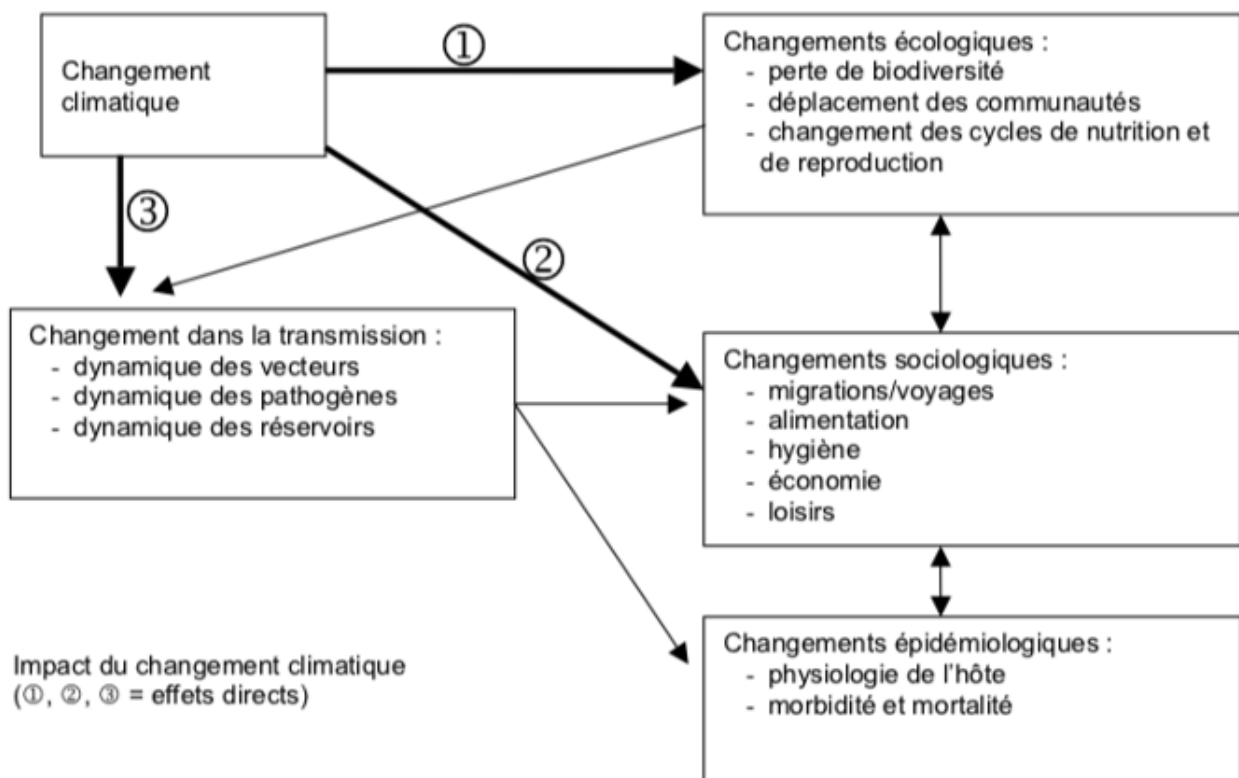 Changement
climatique
①
Changements écologiques :
- perte de biodiversité
- déplacement des communautés
- changement des cycles de nutrition et
de reproduction
③
②
Changement dans la transmission :
- dynamique des vecteurs
- dynamique des pathogènes
- dynamique des réservoirs
Changements sociologiques :
- migrations/voyages
- alimentation
- hygiène
- économie
- loisirs
Changements épidémiologiques :
- physiologie de l'hôte
- morbidité et mortalité
Impact du changement climatique
(①, ②, ③ = effets directs)